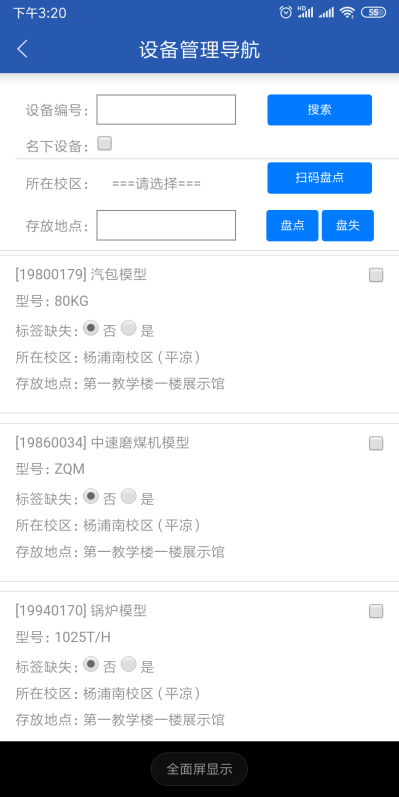 下午3:20
HD
55
设备管理导航
设备编号：
搜索
名下设备：
所在校区：
===请选择===
扫码盘点
存放地点：
盘点
盘失
[19800179] 汽包模型
型号：80KG
标签缺失： 否 是
所在校区：杨浦南校区（平凉）
存放地点：第一教学楼一楼展示馆
[19860034] 中速磨煤机模型
型号：ZQM
标签缺失： 否 是
所在校区：杨浦南校区（平凉）
存放地点：第一教学楼一楼展示馆
[19940170] 锅炉模型
型号：1025T/H
标签缺失： 否 是
所在校区：杨浦南校区（平凉）
存放地点：第一教学楼一楼展示馆
全面屏显示